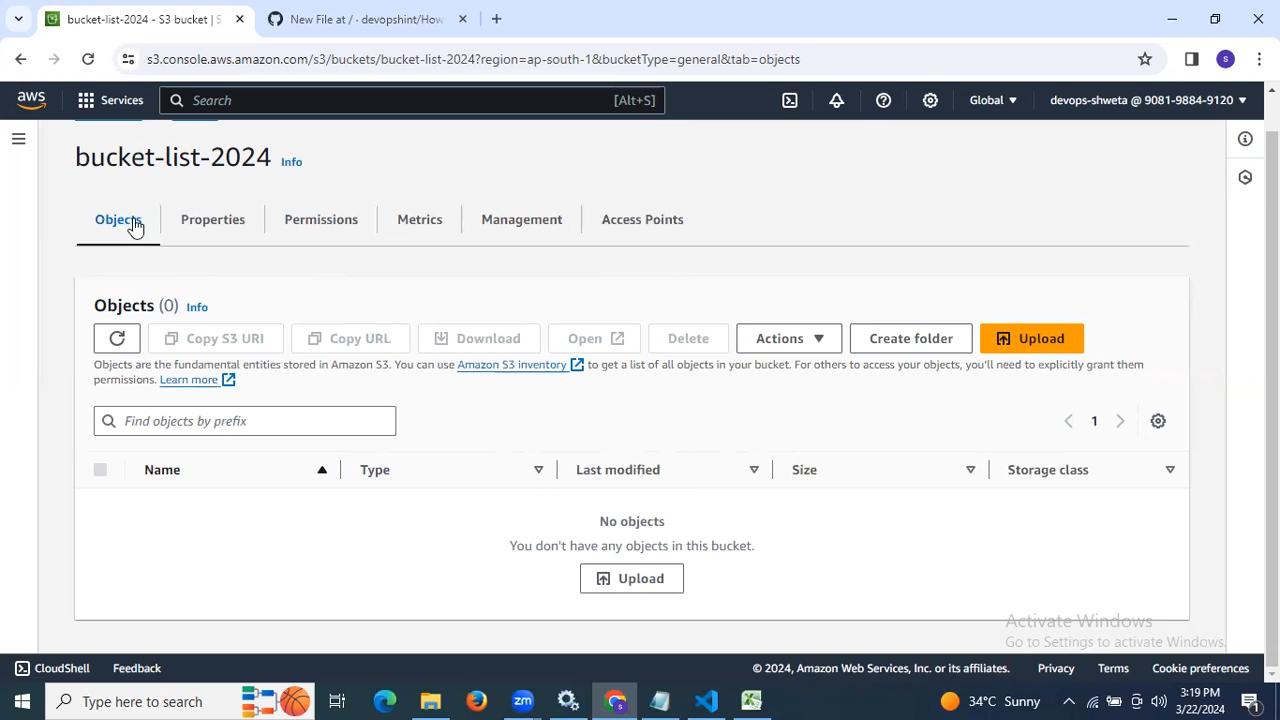 bucket-list-2024 - S3 bucket | S
New File at / · devopshint/How
s3.console.aws.amazon.com/s3/buckets/bucket-list-2024?region=ap-south-1&bucketType=general&tab=objects
S
aws
Services
Search
[Alt+S]
Global
devops-shweta @ 9081-9884-9120
bucket-list-2024
Info
Objects
Properties
Permissions
Metrics
Management
Access Points
Objects (0)
Info
Copy S3 URI
Copy URL
Download
Open
Delete
Actions
Create folder
Upload
Objects are the fundamental entities stored in Amazon S3. You can use Amazon S3 inventory to get a list of all objects in your bucket. For others to access your objects, you'll need to explicitly grant them
permissions. Learn more
Find objects by prefix
1
Name
Type
Last modified
Size
Storage class
No objects
You don't have any objects in this bucket.
Upload
Activate Windows
Go to Settings to activate Windows.
CloudShell
Feedback
© 2024, Amazon Web Services, Inc. or its affiliates.
Privacy
Terms
Cookie preferences
Type here to search
zm
34°C Sunny
3:19 PM
3/22/2024
1